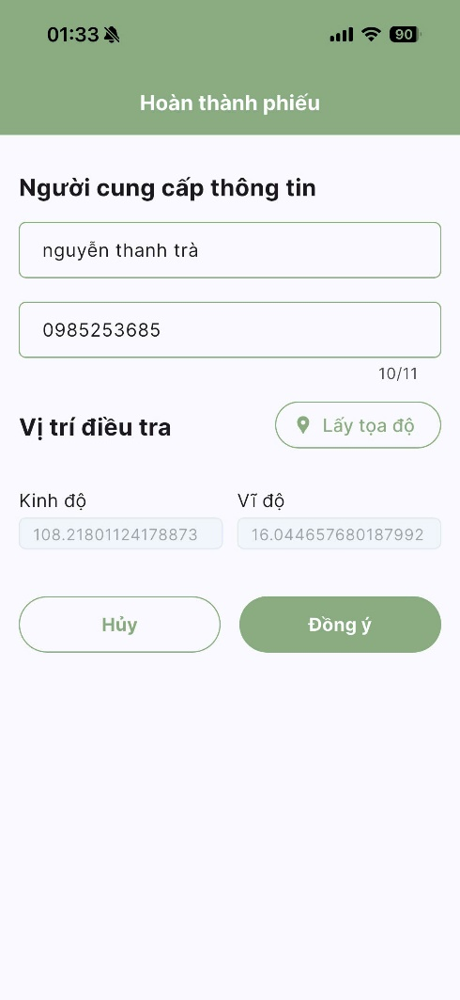 01:33
90
Hoàn thành phiếu
Người cung cấp thông tin
nguyễn thanh trà
0985253685
10/11
Vị trí điều tra
Lấy tọa độ
Kinh độ
Vĩ độ
108.21801124178873
16.044657680187992
Hủy
Đồng ý